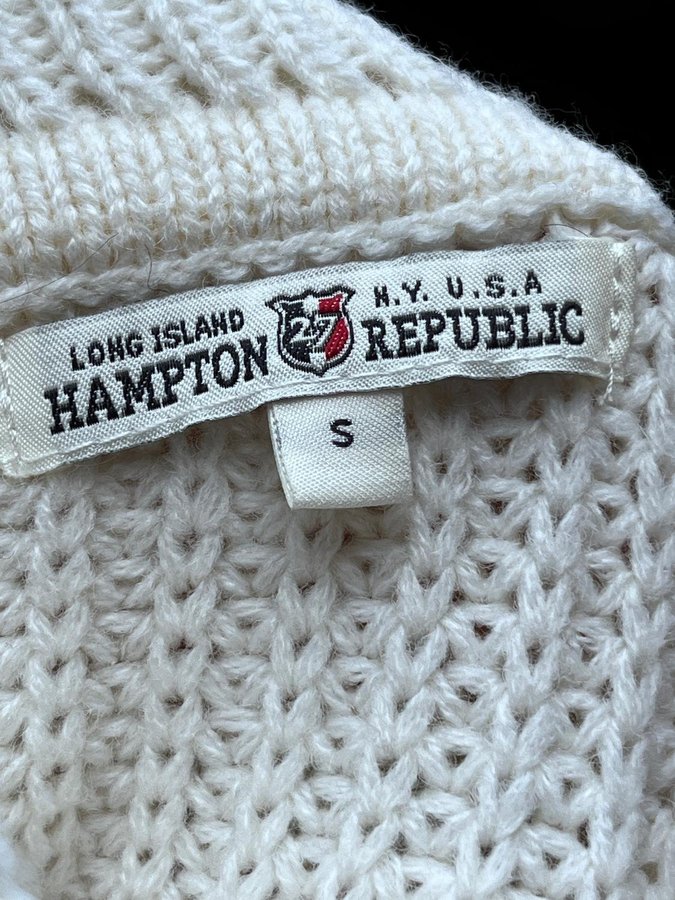 LONG ISLAND N.Y. U.S.A
HAMPTON 27 REPUBLIC
S